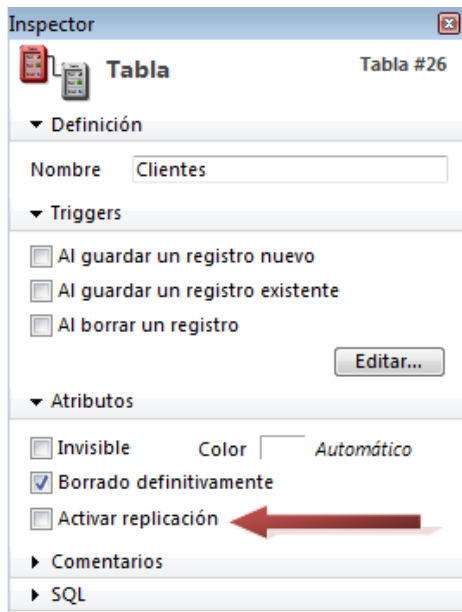 Inspector
Tabla
Tabla #26
Definición
Nombre Clientes
Triggers
Al guardar un registro nuevo
Al guardar un registro existente
Al borrar un registro
Editar...
Atributos
Invisible Color Automático
Borrado definitivamente
Activar replicación
Comentarios
SQL